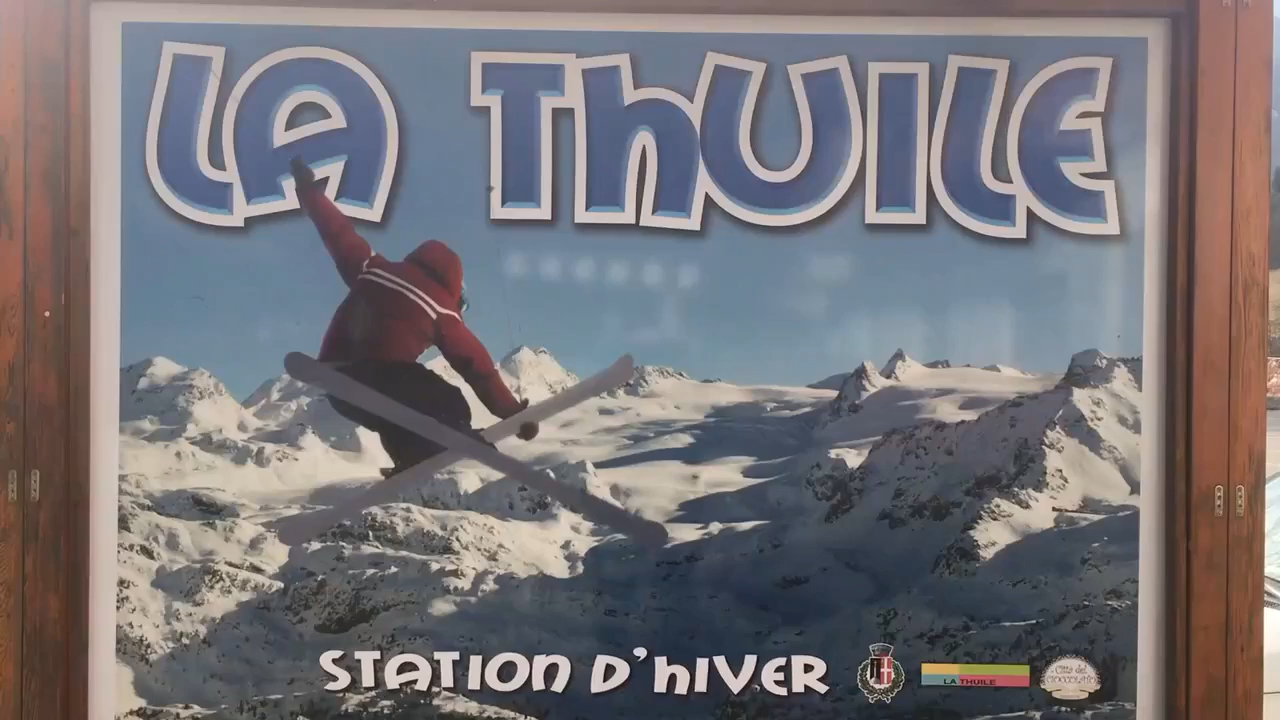 LA ThUILE
STATION D'hIVER
LA THUILE
Città del
CIOCCOLATO